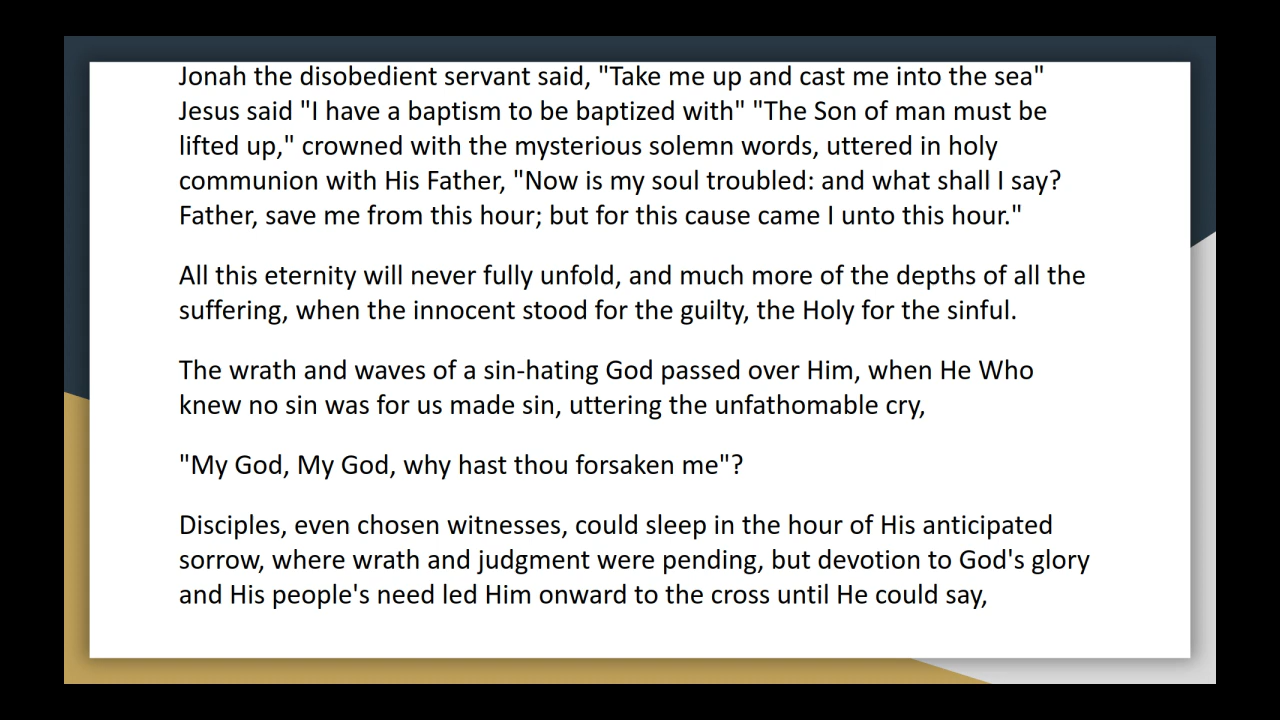 Jonah the disobedient servant said, "Take me up and cast me into the sea"
Jesus said "I have a baptism to be baptized with" "The Son of man must be
lifted up," crowned with the mysterious solemn words, uttered in holy
communion with His Father, "Now is my soul troubled: and what shall I say?
Father, save me from this hour; but for this cause came I unto this hour."
All this eternity will never fully unfold, and much more of the depths of all the
suffering, when the innocent stood for the guilty, the Holy for the sinful.
The wrath and waves of a sin-hating God passed over Him, when He Who
knew no sin was for us made sin, uttering the unfathomable cry,
"My God, My God, why hast thou forsaken me"?
Disciples, even chosen witnesses, could sleep in the hour of His anticipated
sorrow, where wrath and judgment were pending, but devotion to God's glory
and His people's need led Him onward to the cross until He could say,